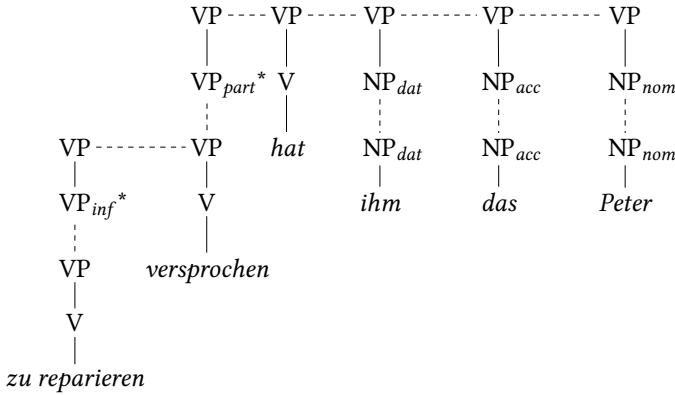 VP VP VP VP VP
VP_part* V NP_dat NP_acc NP_nom
VP VP hat NP_dat NP_acc NP_nom
VP_inf* V ihm das Peter
VP versprochen
V
zu reparieren